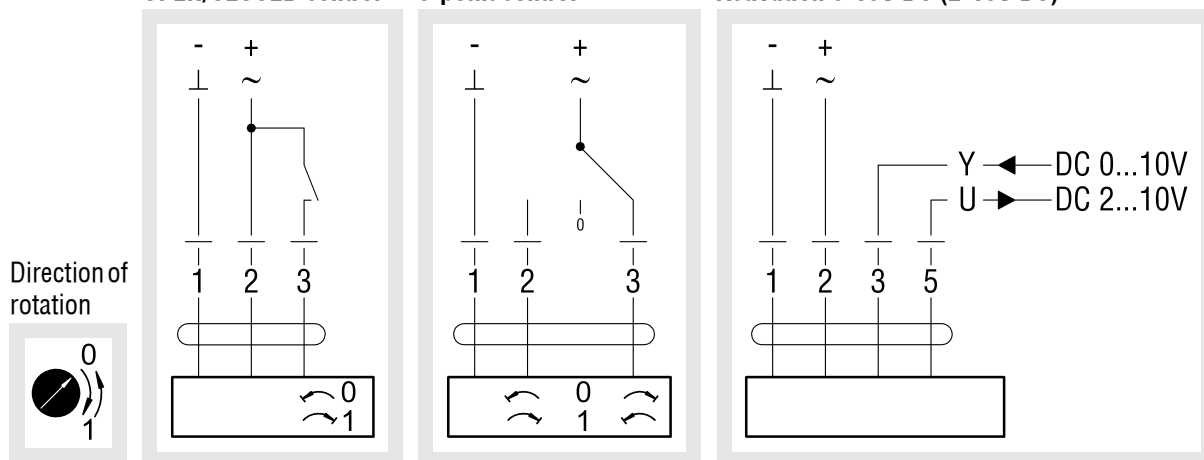 - +
⊥ ~
1 2 3
0
1
- +
⊥ ~
0
1 2 3
0
1
- +
⊥ ~
Y DC 0...10V
U DC 2...10V
1 2 3 5
Direction of
rotation
0
1